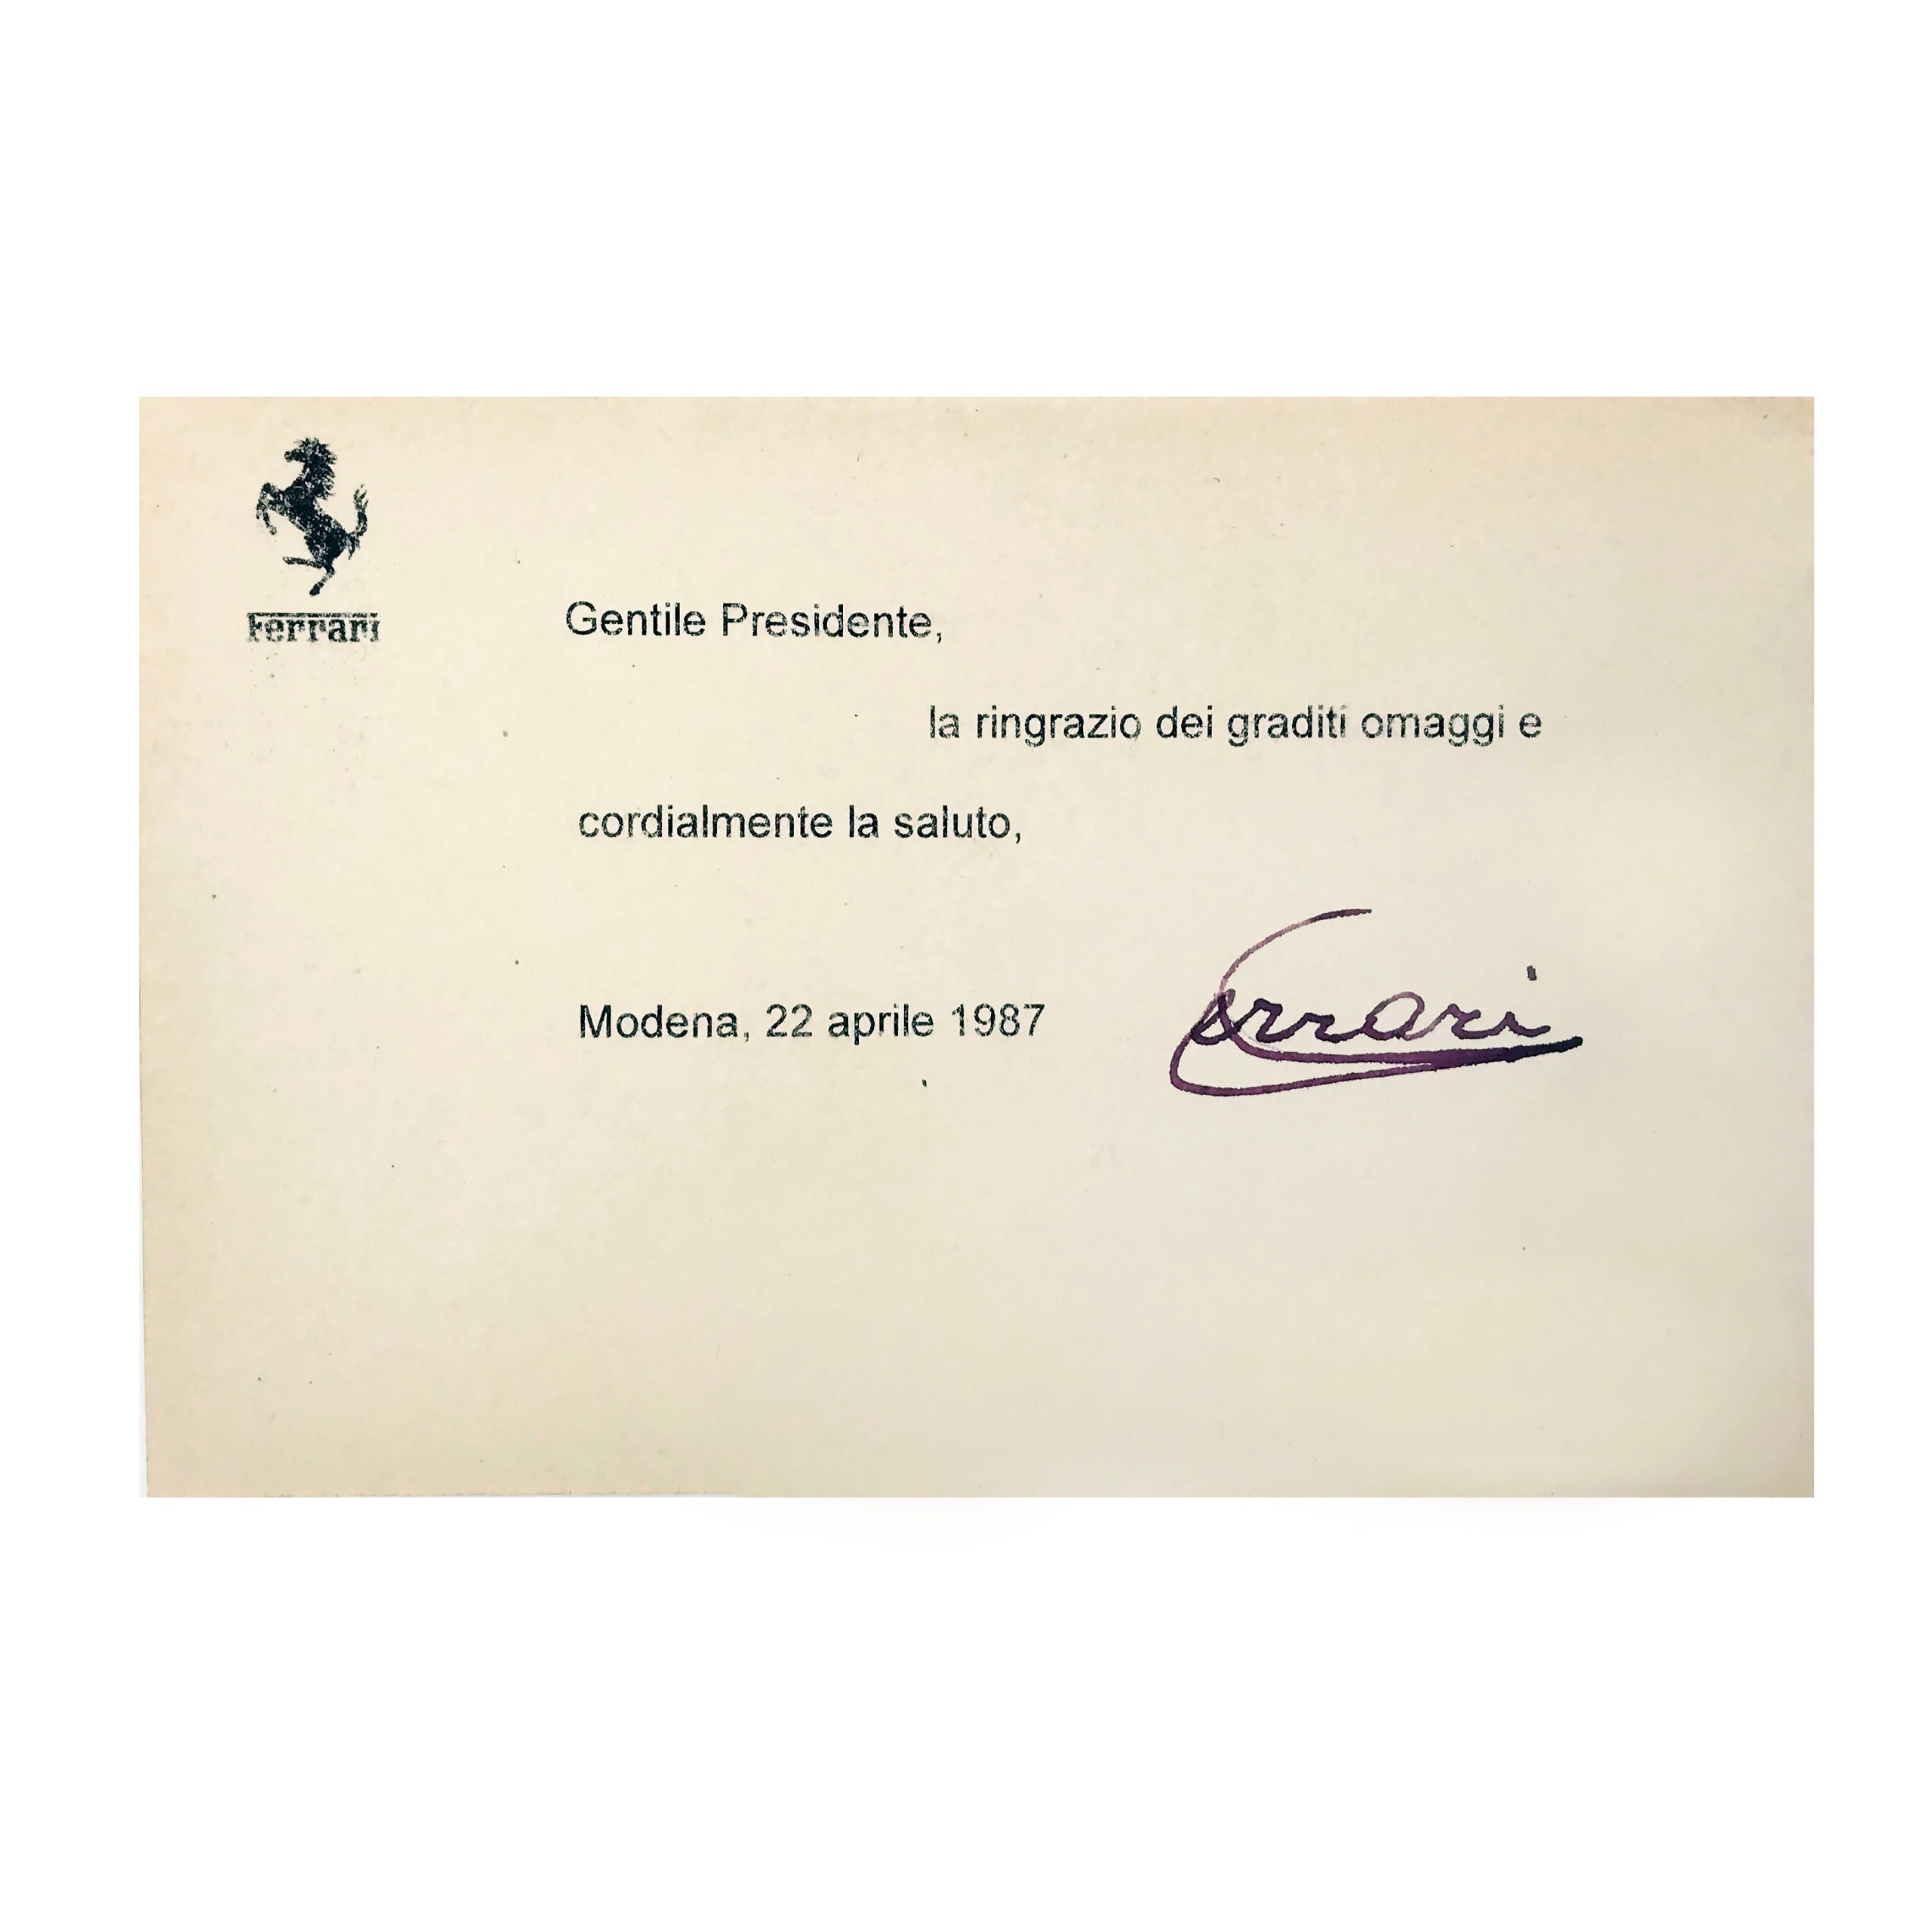 Ferrari
Gentile Presidente,
la ringrazio dei graditi omaggi e
cordialmente la saluto,
Modena, 22 aprile 1987
Ferrari